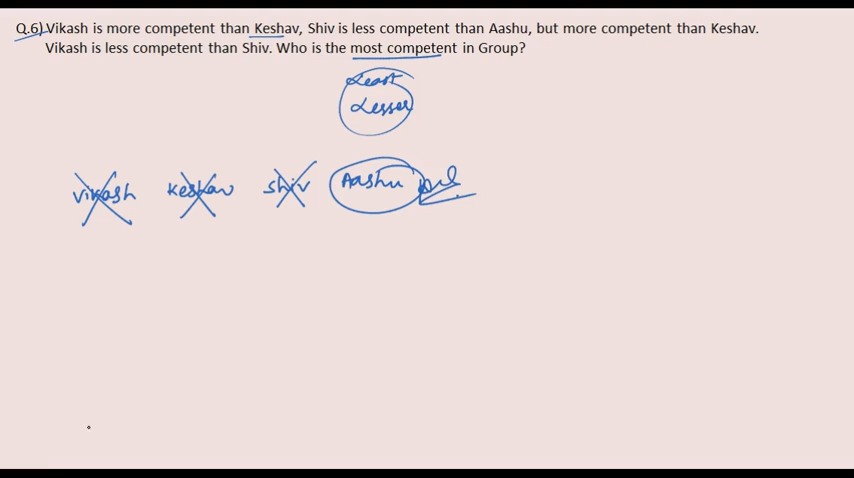 Q.6) Vikash is more competent than Keshav, Shiv is less competent than Aashu, but more competent than Keshav.
Vikash is less competent than Shiv. Who is the most competent in Group?
Least
Lesser
Vikash Keshav Shiv Aashu